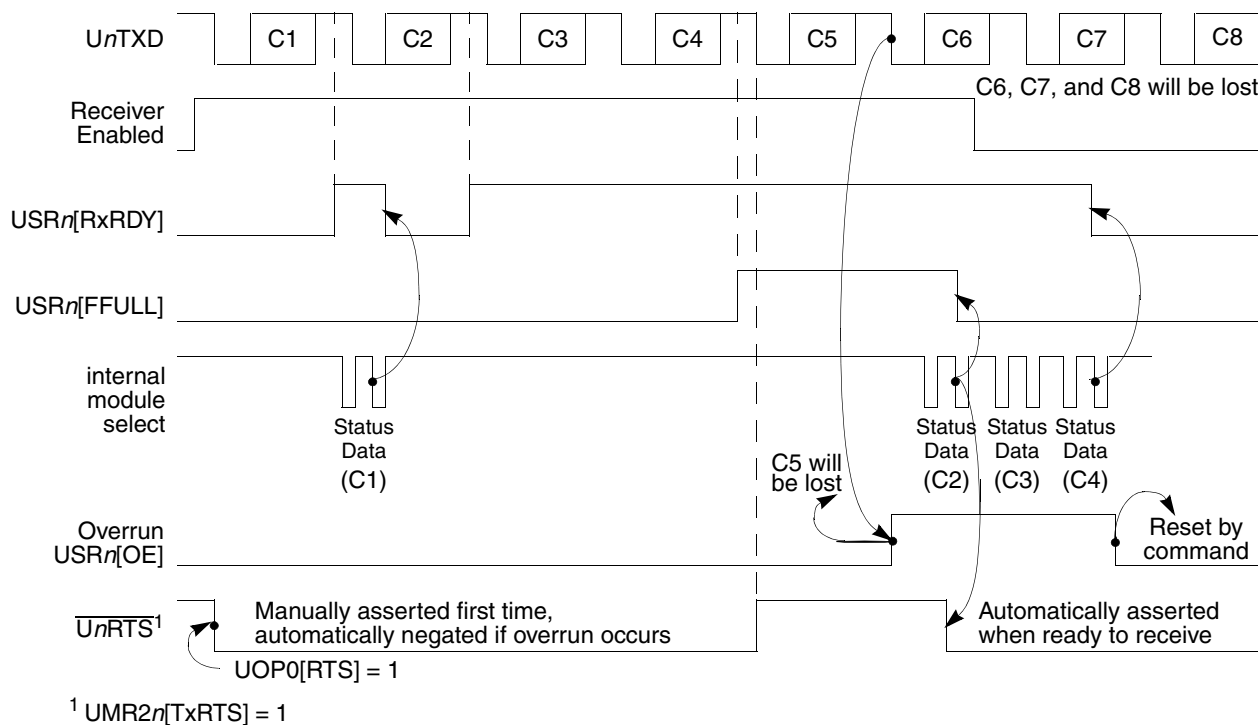 UnTXD
C1 C2 C3 C4 C5 C6 C7 C8
C6, C7, and C8 will be lost
Receiver
Enabled
USRn[RxRDY]
USRn[FFULL]
internal
module
select
Status
Data
(C1)
Status
Data
(C2)
Status
Data
(C3)
Status
Data
(C4)
C5 will
be lost
Overrun
USRn[OE]
Reset by
command
UnRTS¹
Manually asserted first time,
automatically negated if overrun occurs
Automatically asserted
when ready to receive
UOP0[RTS] = 1
¹ UMR2n[TxRTS] = 1